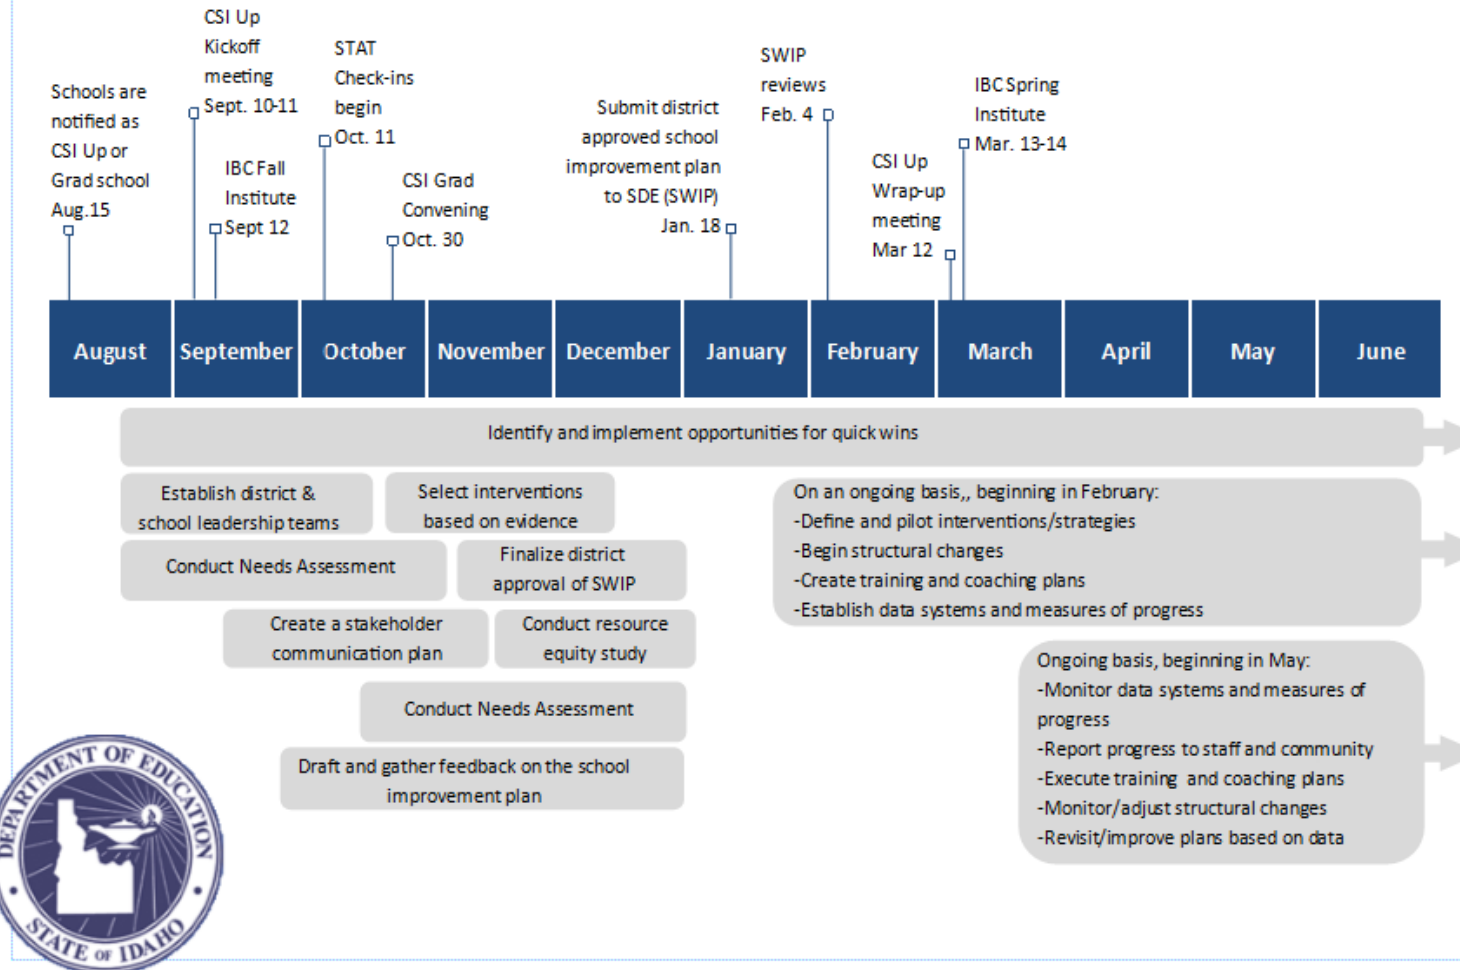 CSI Up
Kickoff
meeting
Sept. 10-11
STAT
Check-ins
begin
Oct. 11
SWIP
reviews
Feb. 4
IBC Spring
Institute
Mar. 13-14
Schools are
notified as
CSI Up or
Grad school
Aug.15
IBC Fall
Institute
Sept 12
CSI Grad
Convening
Oct. 30
Submit district
approved school
improvement plan
to SDE (SWIP)
Jan. 18
CSI Up
Wrap-up
meeting
Mar 12
August
September
October
November
December
January
February
March
April
May
June
Identify and implement opportunities for quick wins
Establish district &
school leadership teams
Select interventions
based on evidence
On an ongoing basis,, beginning in February:
-Define and pilot interventions/strategies
-Begin structural changes
-Create training and coaching plans
-Establish data systems and measures of progress
Conduct Needs Assessment
Finalize district
approval of SWIP
Create a stakeholder
communication plan
Conduct resource
equity study
Ongoing basis, beginning in May:
-Monitor data systems and measures of
progress
-Report progress to staff and community
-Execute training  and coaching plans
-Monitor/adjust structural changes
-Revisit/improve plans based on data
Conduct Needs Assessment
Draft and gather feedback on the school
improvement plan
DEPARTMENT OF EDUCATION
STATE OF IDAHO